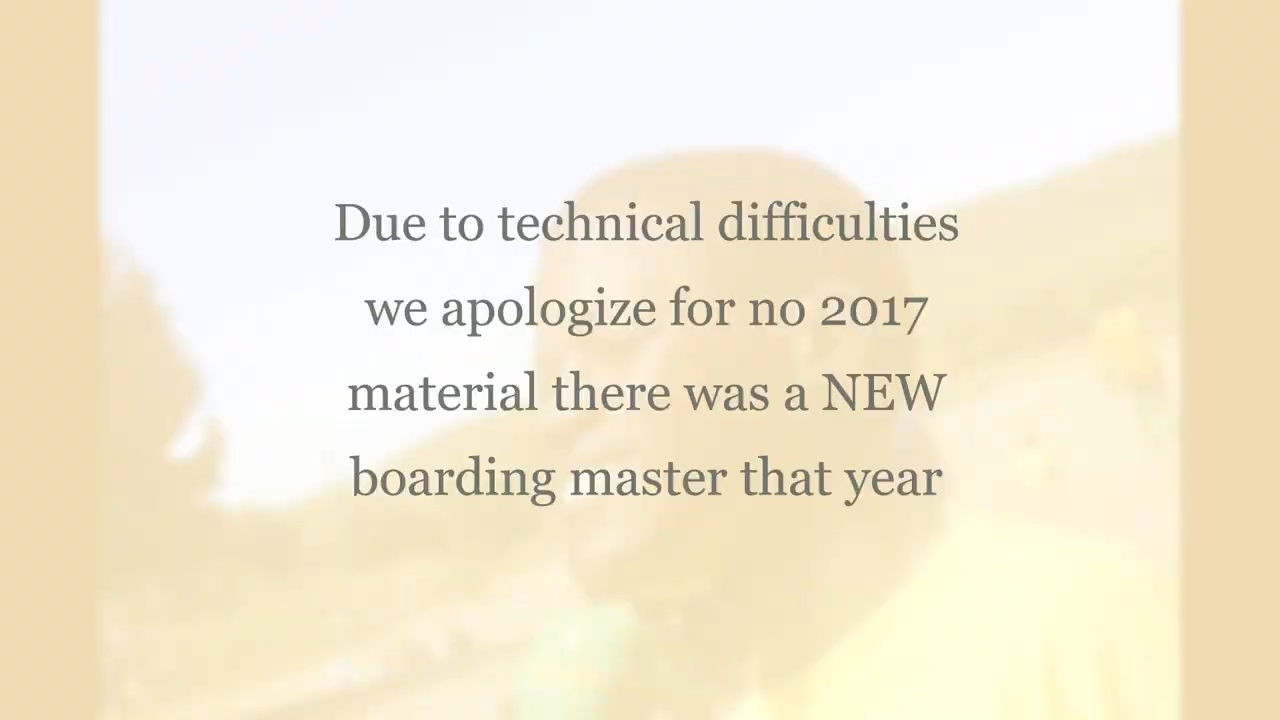 Due to technical difficulties
we apologize for no 2017
material there was a NEW
boarding master that year